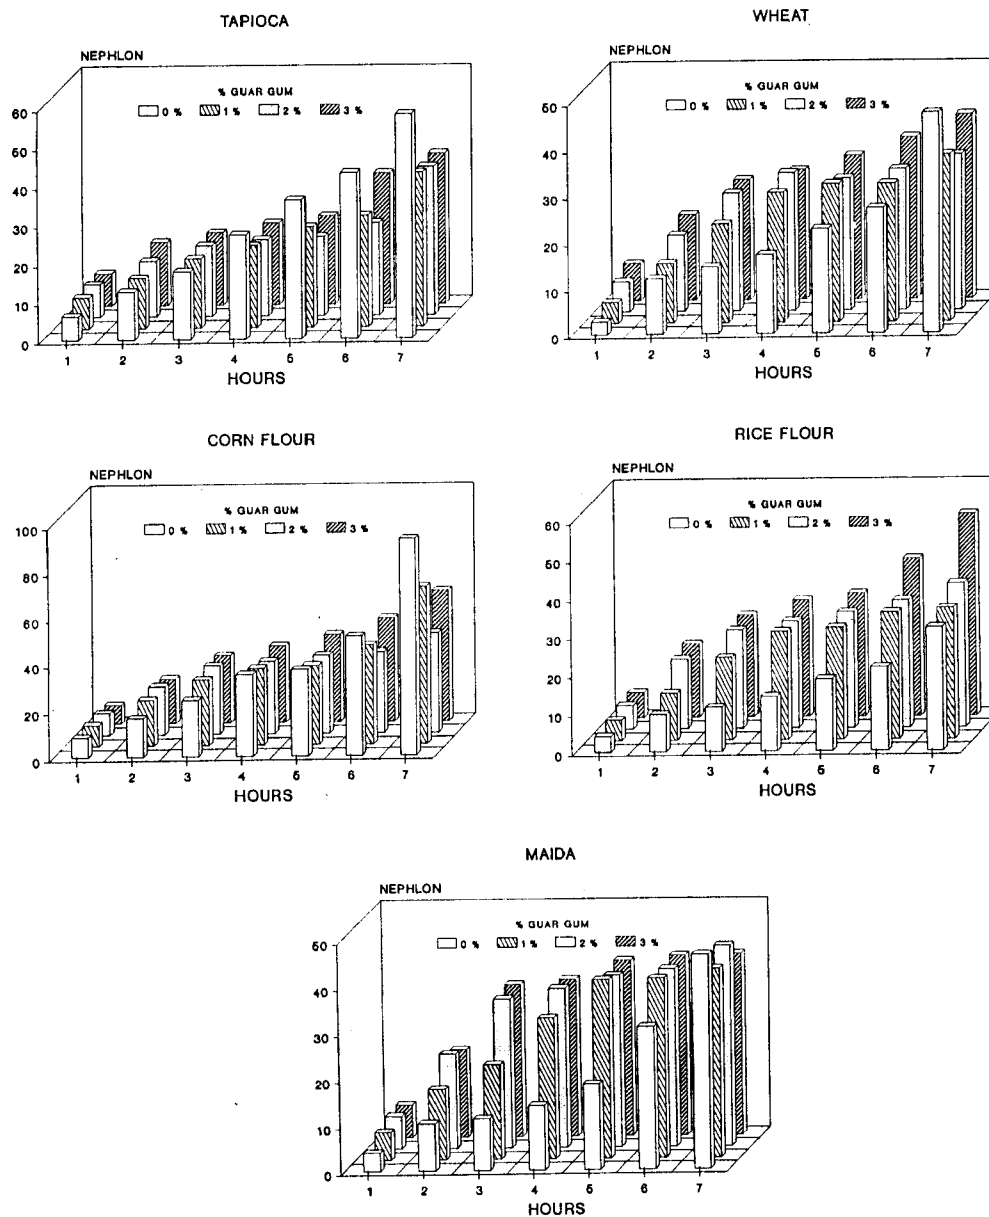 TAPIOCA
NEPHLON
% GUAR GUM
0 % 1 % 2 % 3 %
60
50
40
30
20
10
0
1 2 3 4 5 6 7
HOURS
WHEAT
NEPHLON
% GUAR GUM
0 % 1 % 2 % 3 %
60
50
40
30
20
10
0
1 2 3 4 5 6 7
HOURS
CORN FLOUR
NEPHLON
% GUAR GUM
0 % 1 % 2 % 3 %
100
80
60
40
20
0
1 2 3 4 5 6 7
HOURS
RICE FLOUR
NEPHLON
% GUAR GUM
0 % 1 % 2 % 3 %
60
50
40
30
20
10
0
1 2 3 4 5 6 7
HOURS
MAIDA
NEPHLON
% GUAR GUM
0 % 1 % 2 % 3 %
60
50
40
30
20
10
0
1 2 3 4 5 6 7
HOURS